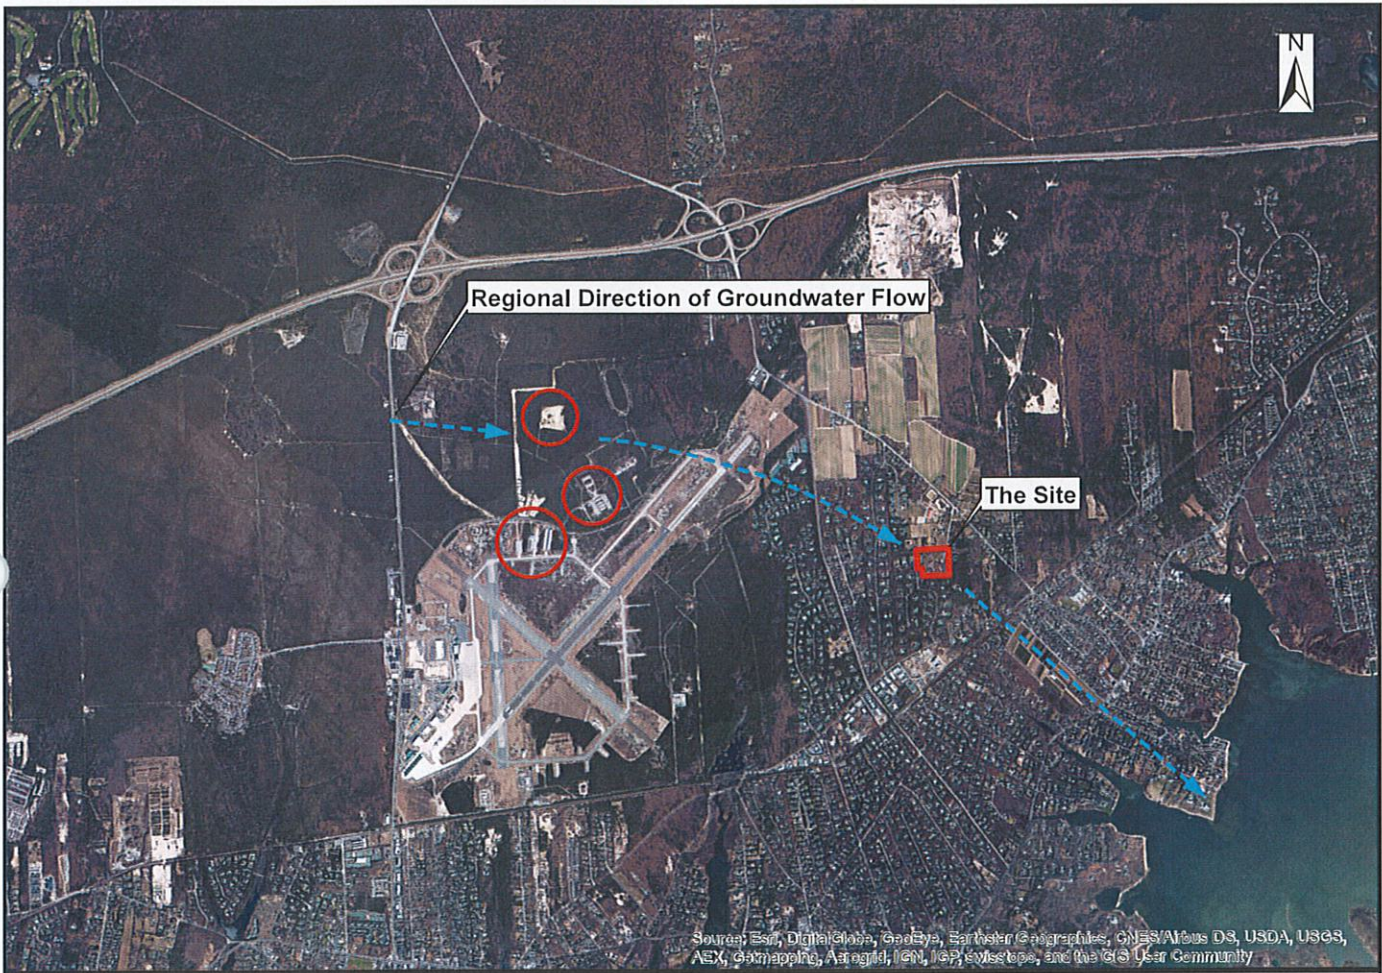 N
Regional Direction of Groundwater Flow
The Site
Source: Esri, DigitalGlobe, GeoEye, Earthstar Geographics, CNES/Airbus DS, USDA, USGS,
AEX, Getmapping, Aerogrid, IGN, IGP, swisstopo, and the GIS User Community